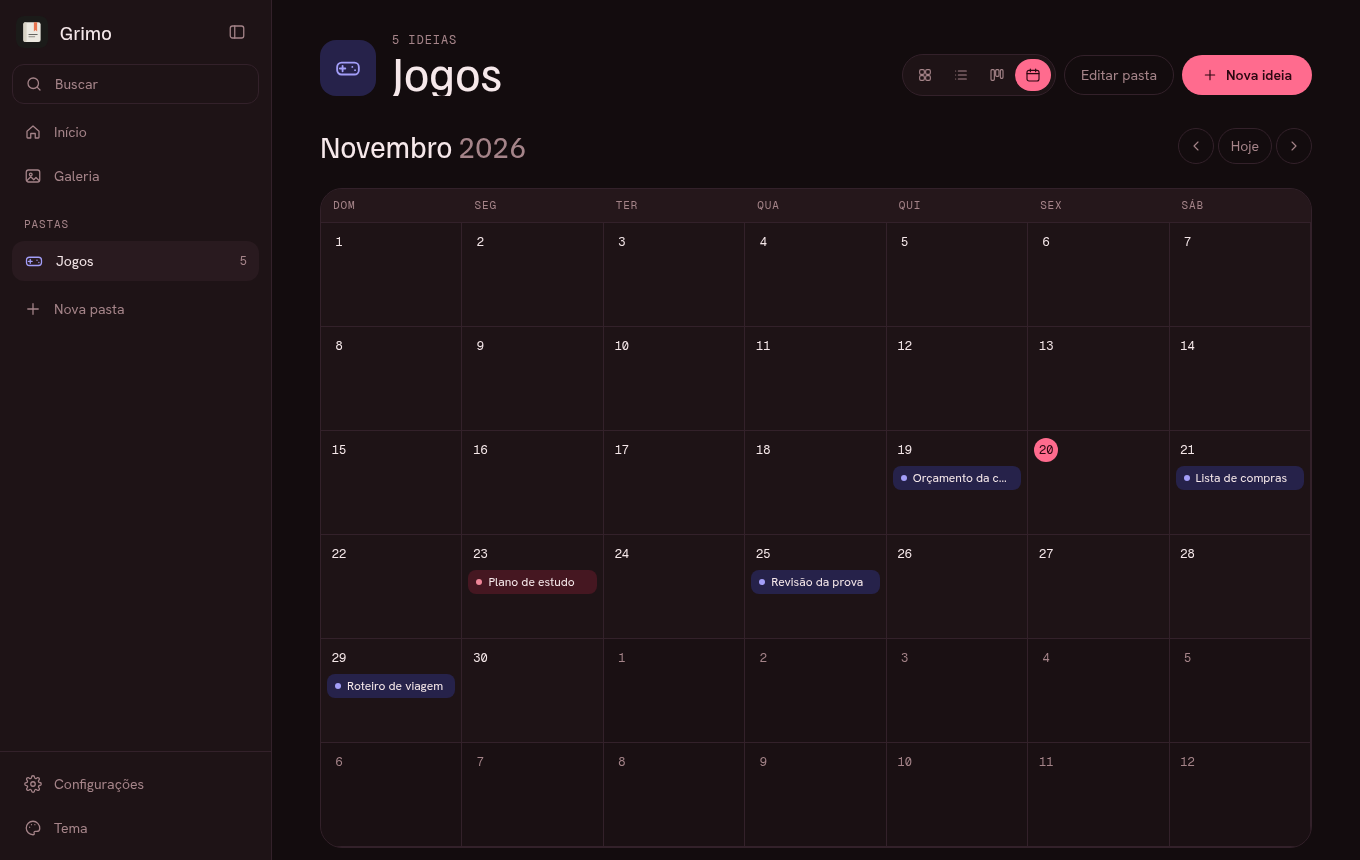 Grimo
Buscar
Início
Galeria
PASTAS
Jogos 5
Nova pasta
Configurações
Tema
5 IDEIAS
Jogos
Editar pasta
Nova ideia
Novembro 2026
Hoje
DOM SEG TER QUA QUI SEX SÁB
1 2 3 4 5 6 7
8 9 10 11 12 13 14
15 16 17 18 19 20 21
Orçamento da c... Lista de compras
22 23 24 25 26 27 28
Plano de estudo Revisão da prova
29 30 1 2 3 4 5
Roteiro de viagem
6 7 8 9 10 11 12